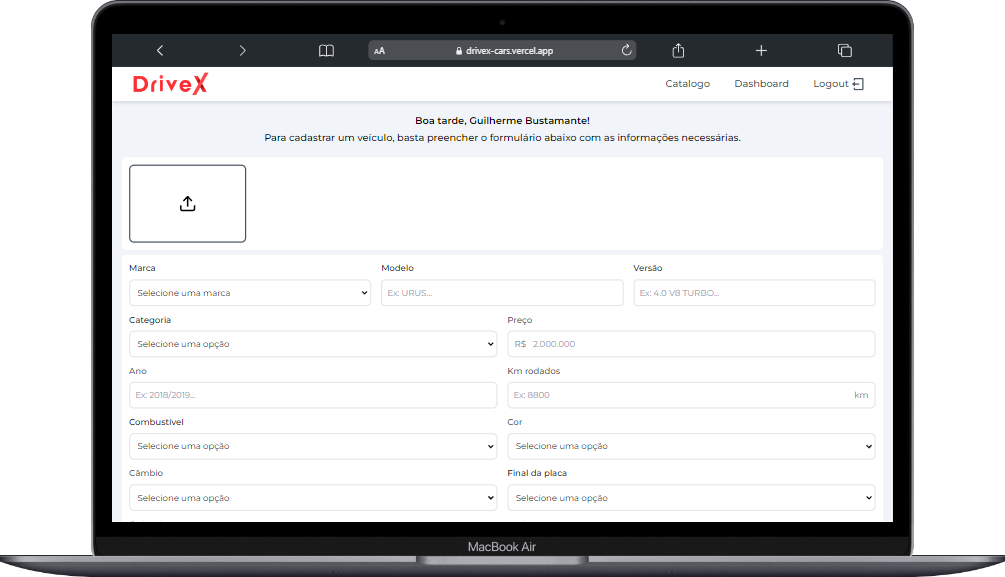 AA drivex-cars.vercel.app
DriveX Catalogo Dashboard Logout
Boa tarde, Guilherme Bustamante!
Para cadastrar um veículo, basta preencher o formulário abaixo com as informações necessárias.
Marca Modelo Versão
Selecione uma marca Ex: URUS... Ex: 4.0 V8 TURBO...
Categoria Preço
Selecione uma opção R$ 2.000.000
Ano Km rodados
Ex: 2018/2019... Ex: 8800 km
Combustível Cor
Selecione uma opção Selecione uma opção
Câmbio Final da placa
Selecione uma opção Selecione uma opção
MacBook Air